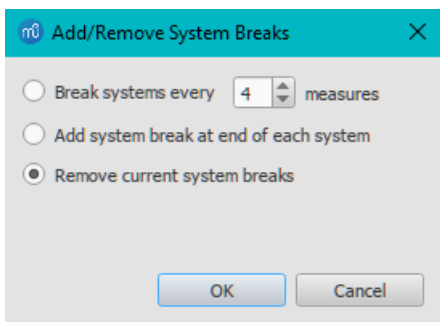 Add/Remove System Breaks
Break systems every 4 measures
Add system break at end of each system
Remove current system breaks
OK Cancel